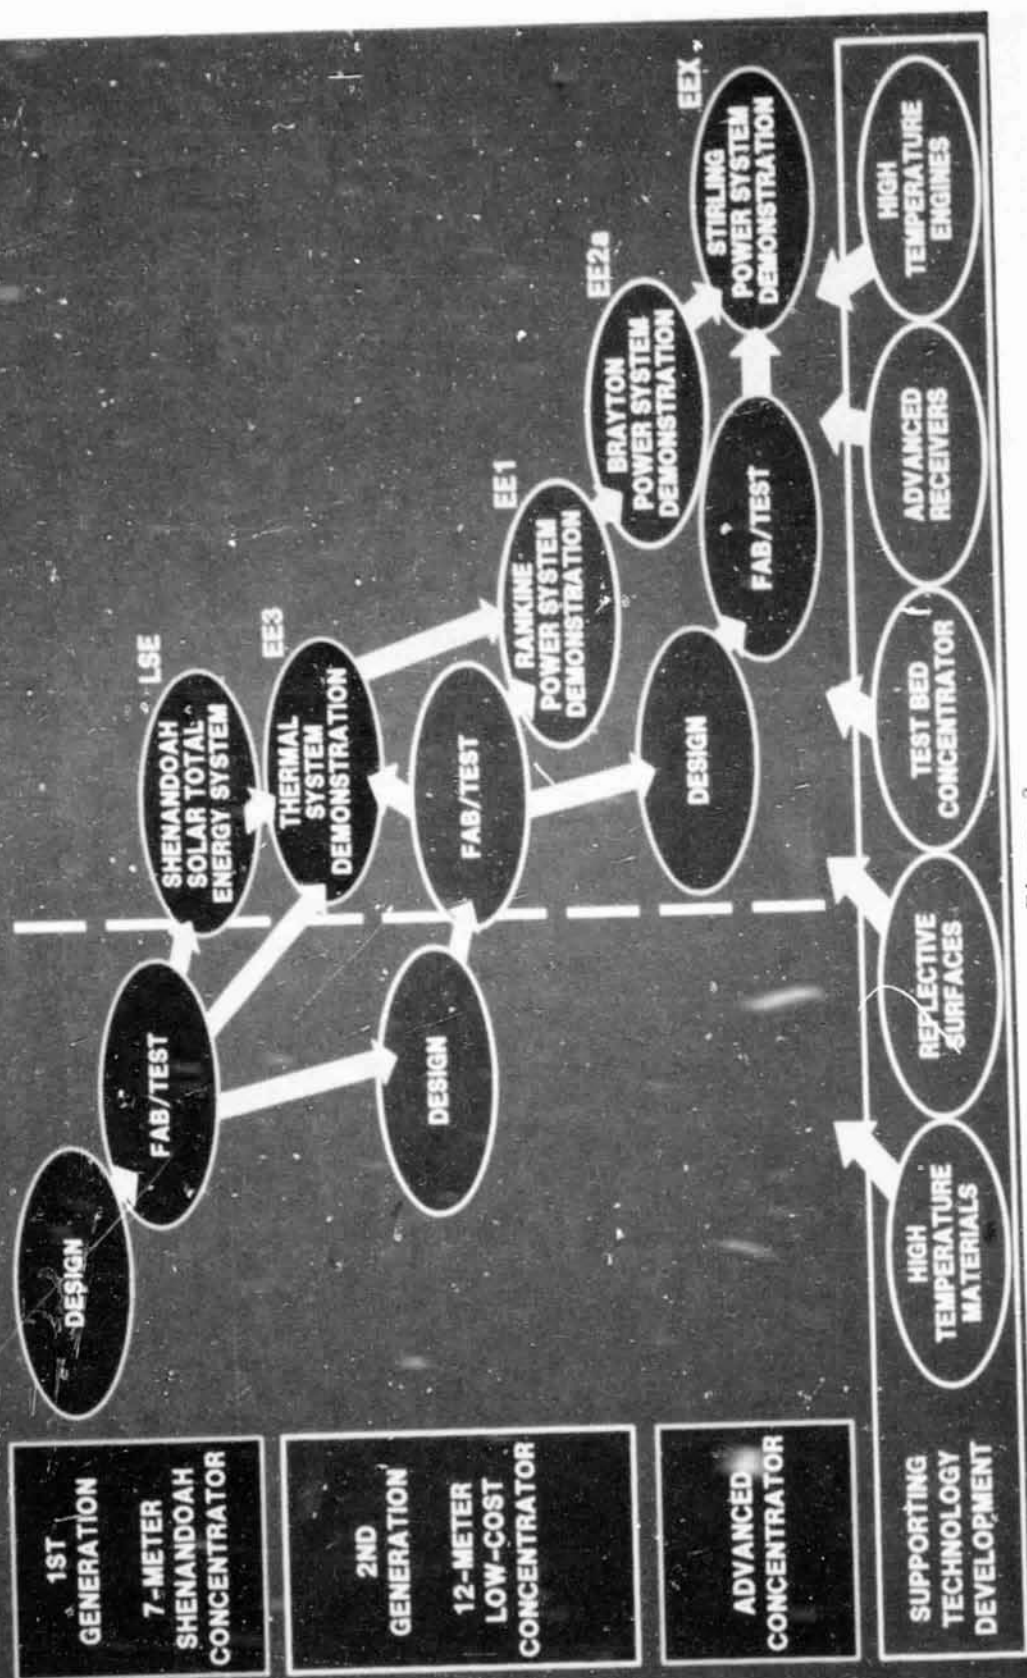 1ST
GENERATION
7-METER
SHENANDOAH
CONCENTRATOR
DESIGN
FAB/TEST
SHENANDOAH
SOLAR TOTAL
ENERGY SYSTEM
LSE
THERMAL
SYSTEM
DEMONSTRATION
EE3
2ND
GENERATION
12-METER
LOW-COST
CONCENTRATOR
DESIGN
FAB/TEST
RANKINE
POWER SYSTEM
DEMONSTRATION
EE1
BRAYTON
POWER SYSTEM
DEMONSTRATION
EE2a
ADVANCED
CONCENTRATOR
DESIGN
FAB/TEST
STIRLING
POWER SYSTEM
DEMONSTRATION
EEX
SUPPORTING
TECHNOLOGY
DEVELOPMENT
HIGH
TEMPERATURE
MATERIALS
REFLECTIVE
SURFACES
TEST BED
CONCENTRATOR
ADVANCED
RECEIVERS
HIGH
TEMPERATURE
ENGINES